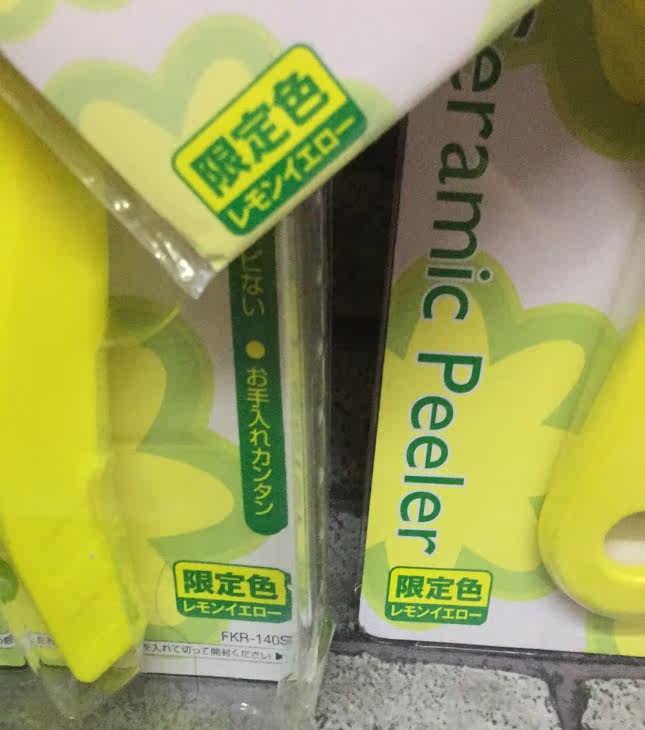 限定色
レモンイエロー
ビない ● お手入れカンタン
限定色
レモンイエロー
FKR-140S
を入れて切って開封ください ▶
eramic Peeler
限定色
レモンイエロー